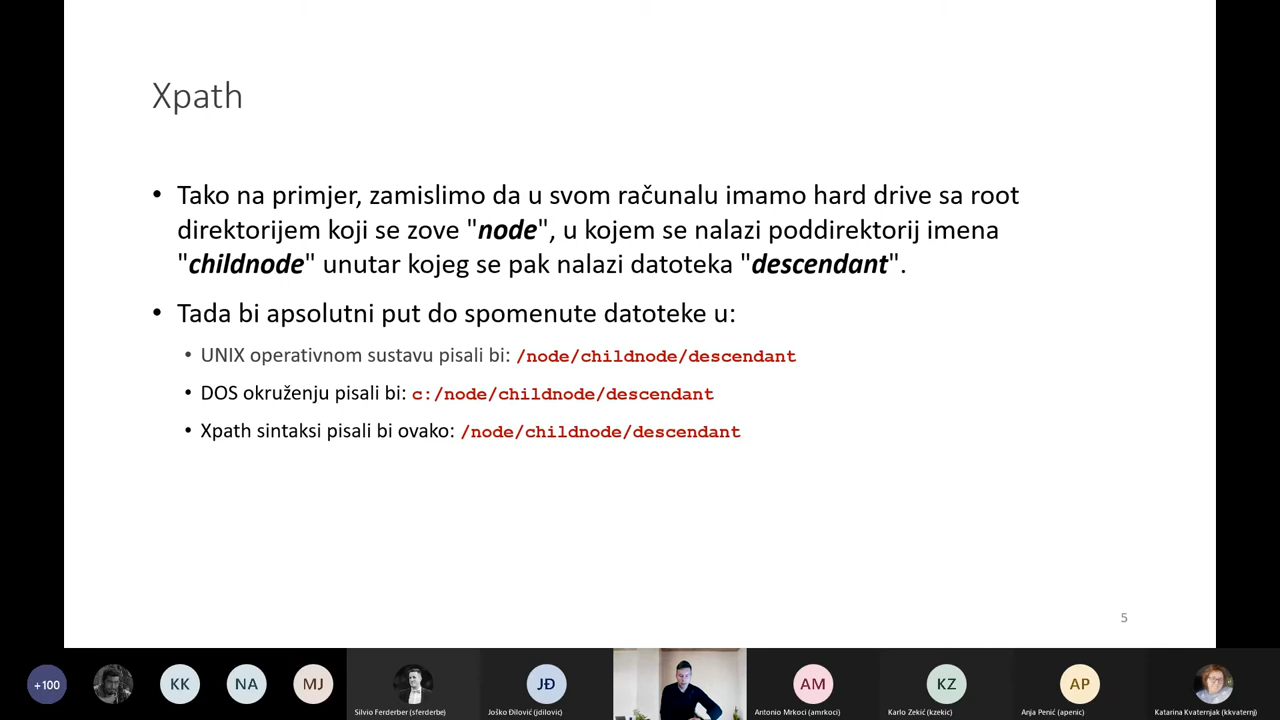 Xpath
• Tako na primjer, zamislimo da u svom računalu imamo hard drive sa root
direktorijem koji se zove "node", u kojem se nalazi poddirektorij imena
"childnode" unutar kojeg se pak nalazi datoteka "descendant".
• Tada bi apsolutni put do spomenute datoteke u:
• UNIX operativnom sustavu pisali bi: /node/childnode/descendant
• DOS okruženju pisali bi: c:/node/childnode/descendant
• Xpath sintaksi pisali bi ovako: /node/childnode/descendant
5
+100
KK
NA
MJ
JĐ
AM
KZ
AP
Silvio Ferderber (sferderbe)
Joško Đilović (jdilovic)
Antonio Mrkoci (amrkoci)
Karlo Zekić (kzekic)
Anja Penić (apenic)
Katarina Kvaternjak (kkvaternj)